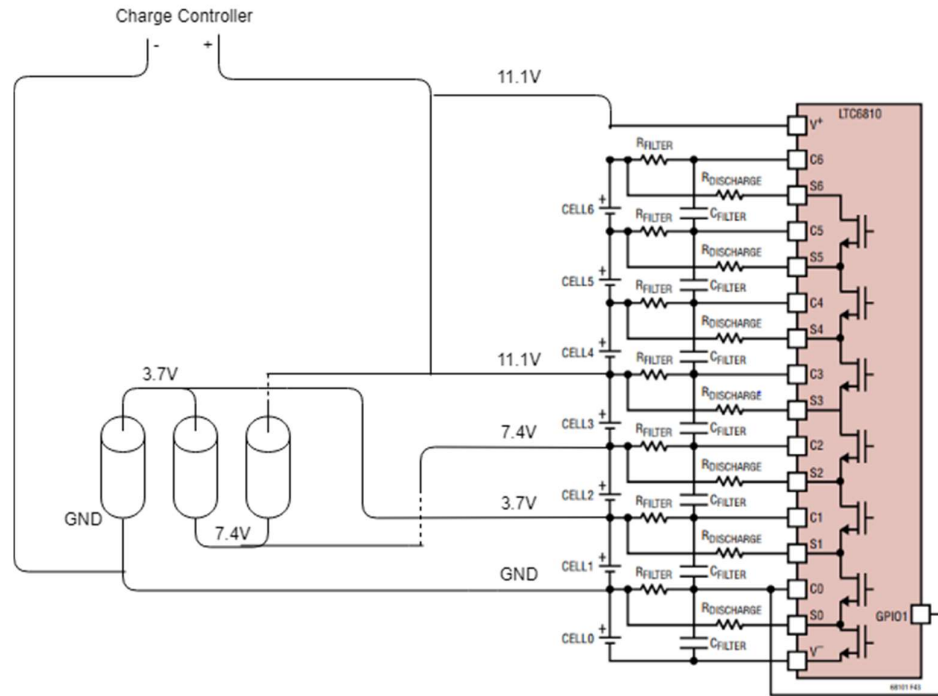 Charge Controller
- +
11.1V
LTC6810
V+
RFILTER
C6
RDISCHARGE
S6
CELL6 +
RFILTER
CFILTER
C5
RDISCHARGE
S5
CELL5 +
RFILTER
CFILTER
C4
RDISCHARGE
S4
CELL4 +
11.1V
RFILTER
CFILTER
C3
3.7V
RDISCHARGE
S3
CELL3 +
7.4V
RFILTER
CFILTER
C2
RDISCHARGE
S2
CELL2 +
3.7V
RFILTER
CFILTER
C1
GND
7.4V
RDISCHARGE
S1
CELL1 +
GND
RFILTER
CFILTER
C0
RDISCHARGE
S0
GPIO1
CELL0 +
CFILTER
V−
68101 F43